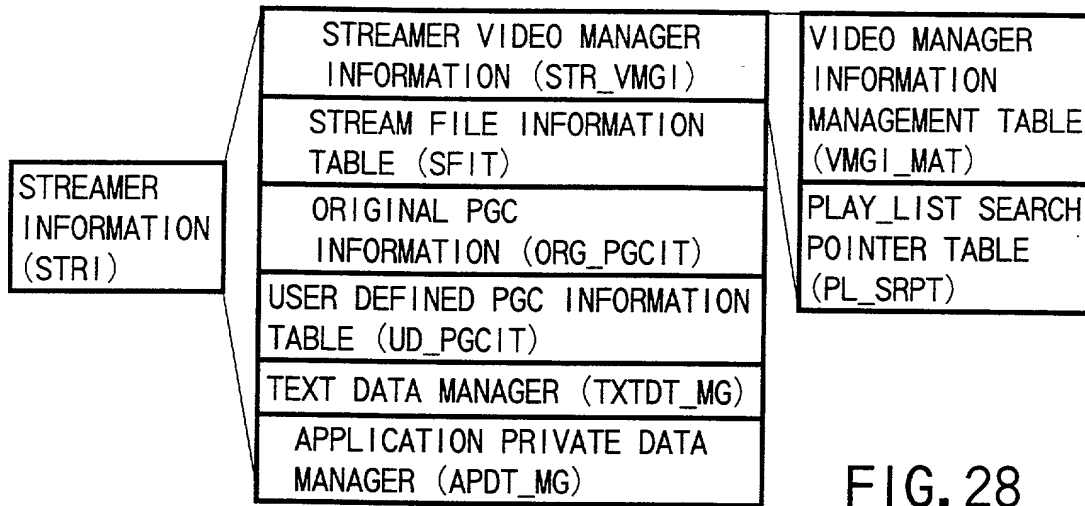 STREAMER
INFORMATION
(STRI)
STREAMER VIDEO MANAGER
INFORMATION (STR_VMGI)
STREAM FILE INFORMATION
TABLE (SFIT)
ORIGINAL PGC
INFORMATION (ORG_PGCIT)
USER DEFINED PGC INFORMATION
TABLE (UD_PGCIT)
TEXT DATA MANAGER (TXTDT_MG)
APPLICATION PRIVATE DATA
MANAGER (APDT_MG)
VIDEO MANAGER
INFORMATION
MANAGEMENT TABLE
(VMGI_MAT)
PLAY_LIST SEARCH
POINTER TABLE
(PL_SRPT)
FIG. 28